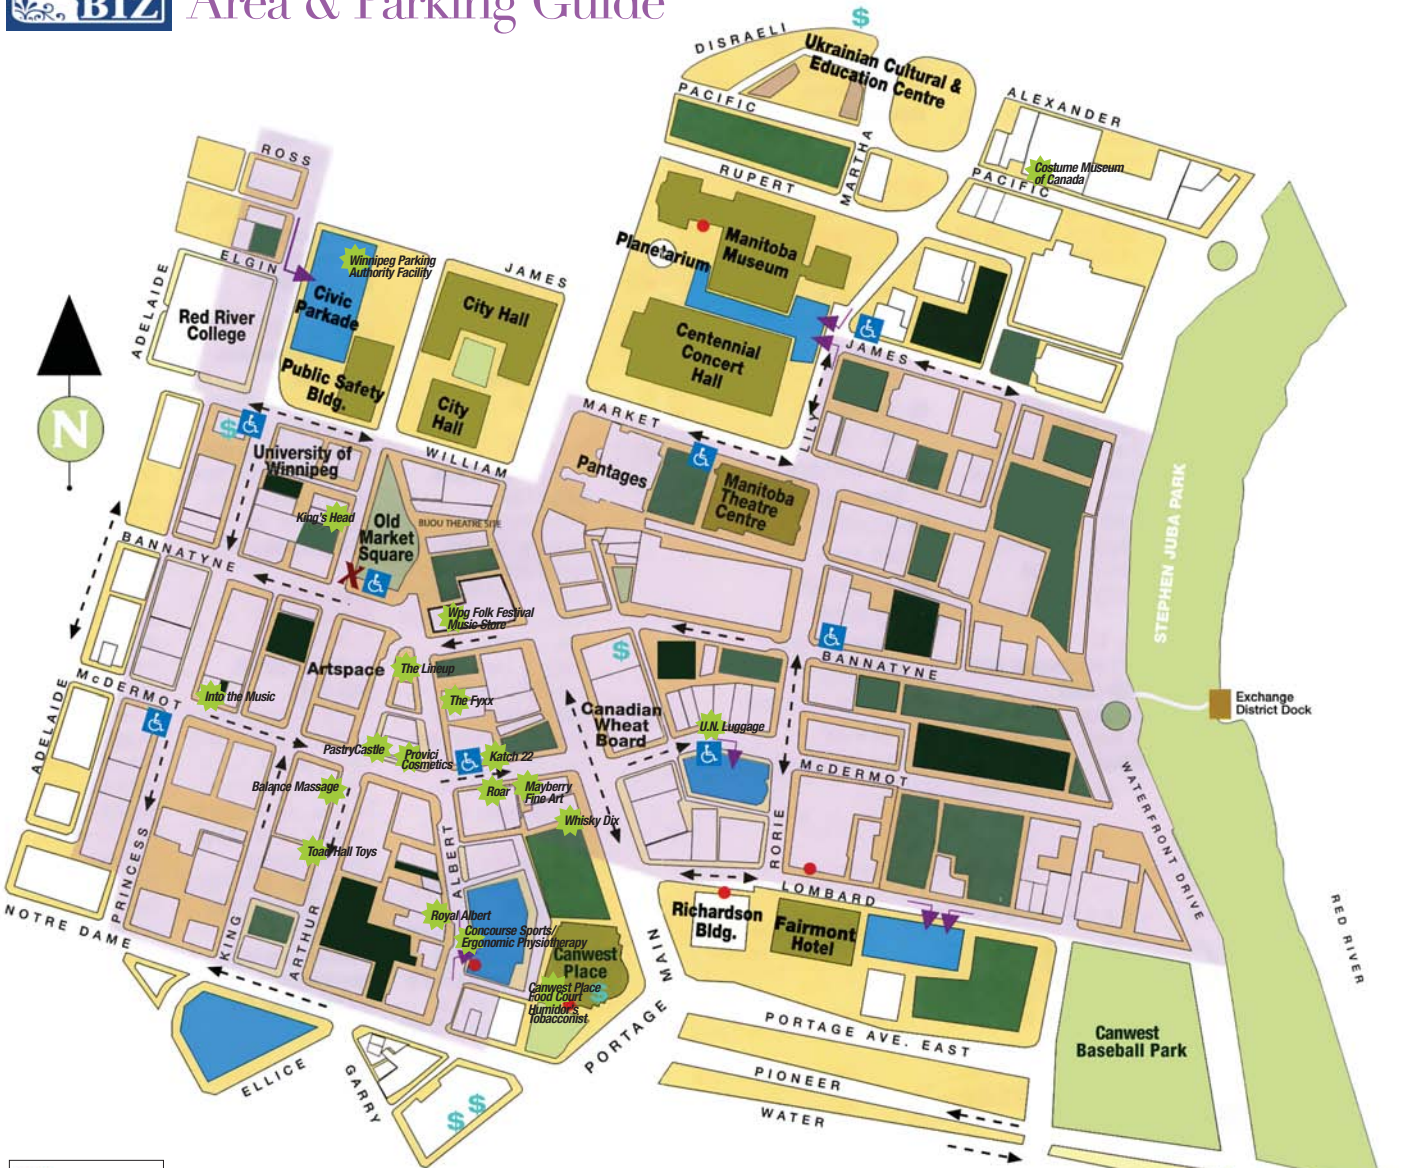 BIZ
Area & Parking Guide
DISRAELI
$
Ukrainian Cultural &
Education Centre
PACIFIC
ALEXANDER
MARTHA
ROSS
RUPERT
Costume Museum
of Canada
PACIFIC
Planetarium
Manitoba
Museum
ELGIN
Winnipeg Parking
Authority Facility
JAMES
ADELAIDE
Civic
Parkade
City Hall
Red River
College
Centennial
Concert
Hall
JAMES
Public Safety
Bldg.
City
Hall
N
MARKET
LILY
$
University of
Winnipeg
WILLIAM
Pantages
Manitoba
Theatre
Centre
King's Head
Old
Market
Square
BIJOU THEATRE SITE
STEPHEN JUBA PARK
BANNATYNE
X
Wpg Folk Festival
Music Store
$
BANNATYNE
Artspace
The Lineup
McDERMOT
Into the Music
The Fyxx
Canadian
Wheat
Board
U.N. Luggage
Exchange
District Dock
ADELAIDE
PastryCastle
Provici
Cosmetics
Katch 22
McDERMOT
Balance Massage
Roar
Mayberry
Fine Art
Whisky Dix
WATERFRONT DRIVE
PRINCESS
Toad Hall Toys
ALBERT
RORIE
LOMBARD
NOTRE DAME
KING
ARTHUR
Royal Albert
Concourse Sports/
Ergonomic Physiotherapy
Richardson
Bldg.
Fairmont
Hotel
RED RIVER
MAIN
Canwest
Place
Canwest Place
Food Court
Humidor's
Tobacconist
$
PORTAGE
PORTAGE AVE. EAST
Canwest
Baseball Park
ELLICE
GARRY
PIONEER
$ $
WATER